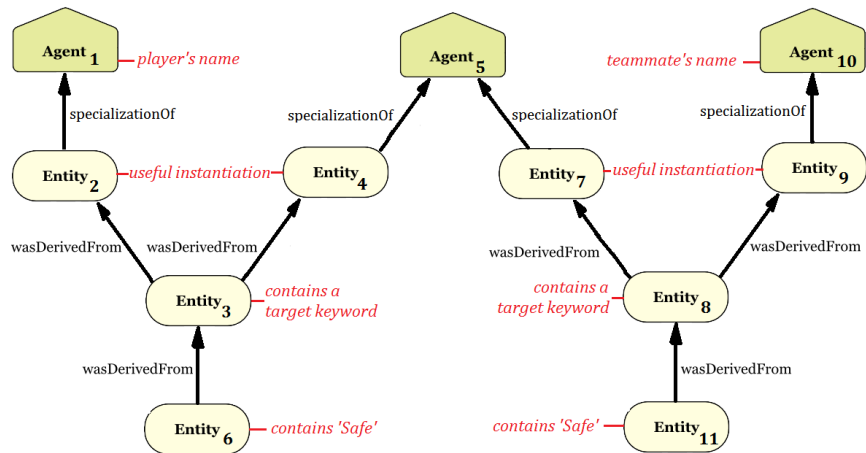 Agent 1
player's name
Agent 5
teammate's name
Agent 10
specializationOf
specializationOf
specializationOf
specializationOf
Entity 2
useful instantiation
Entity 4
Entity 7
useful instantiation
Entity 9
wasDerivedFrom
wasDerivedFrom
wasDerivedFrom
wasDerivedFrom
Entity 3
contains a
target keyword
contains a
target keyword
Entity 8
wasDerivedFrom
wasDerivedFrom
Entity 6
contains 'Safe'
contains 'Safe'
Entity 11